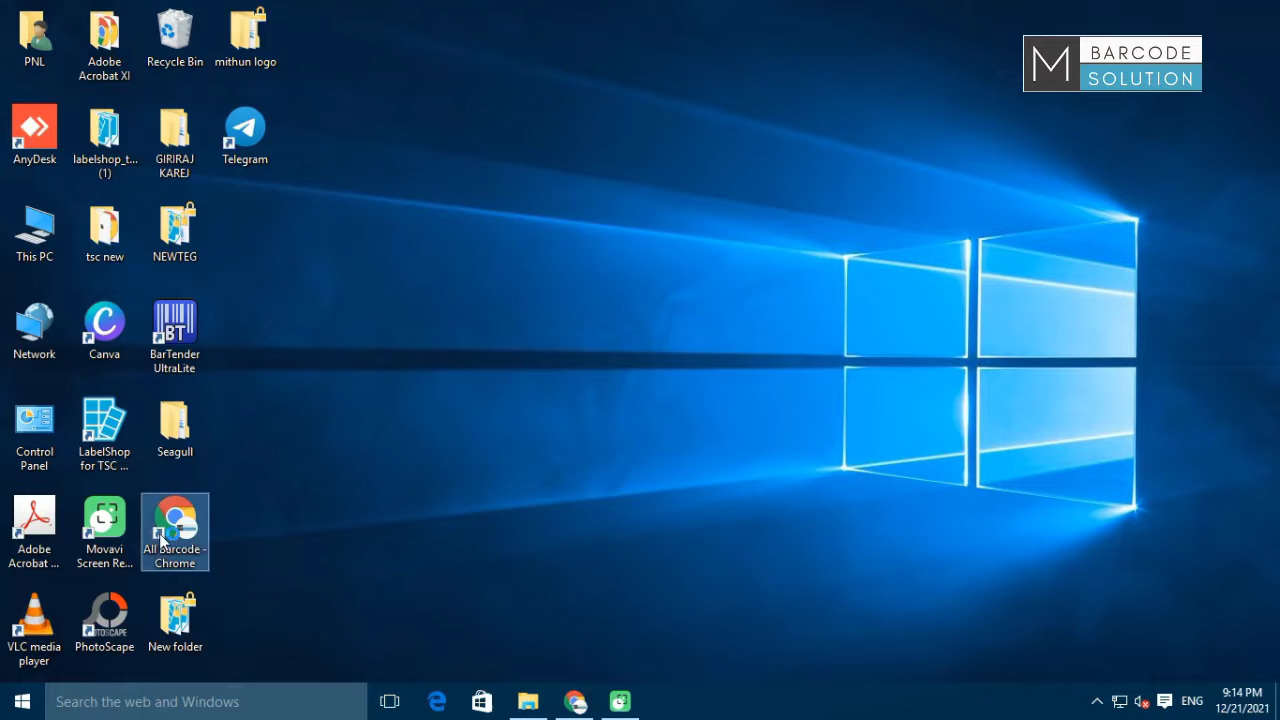 PNL
Adobe
Acrobat XI
Recycle Bin
mithun logo
M
BARCODE
SOLUTION
AnyDesk
labelshop_t...
(1)
GIRIRAJ
KAREJ
Telegram
This PC
tsc new
NEWTEG
Network
C
Canva
BT
BarTender
UltraLite
Control
Panel
LabelShop
for TSC ...
Seagull
Adobe
Acrobat ...
Movavi
Screen Re...
All barcode -
Chrome
VLC media
player
PHOTOSCAPE
PhotoScape
New folder
Search the web and Windows
ENG
9:14 PM
12/21/2021